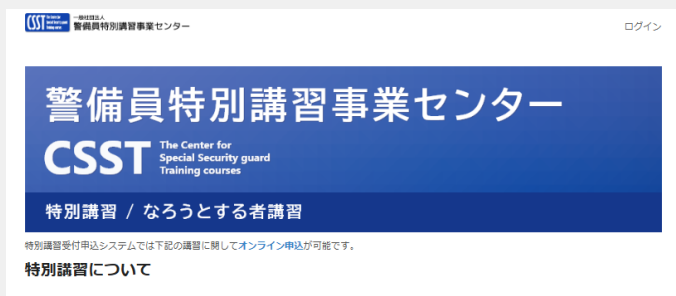 CSST
一般社団法人
警備員特別講習事業センター
ログイン
警備員特別講習事業センター
CSST
The Center for
Special Security guard
Training courses
特別講習 / なろうとする者講習
特別講習受付申込システムでは下記の講習に関してオンライン申込が可能です。
特別講習について